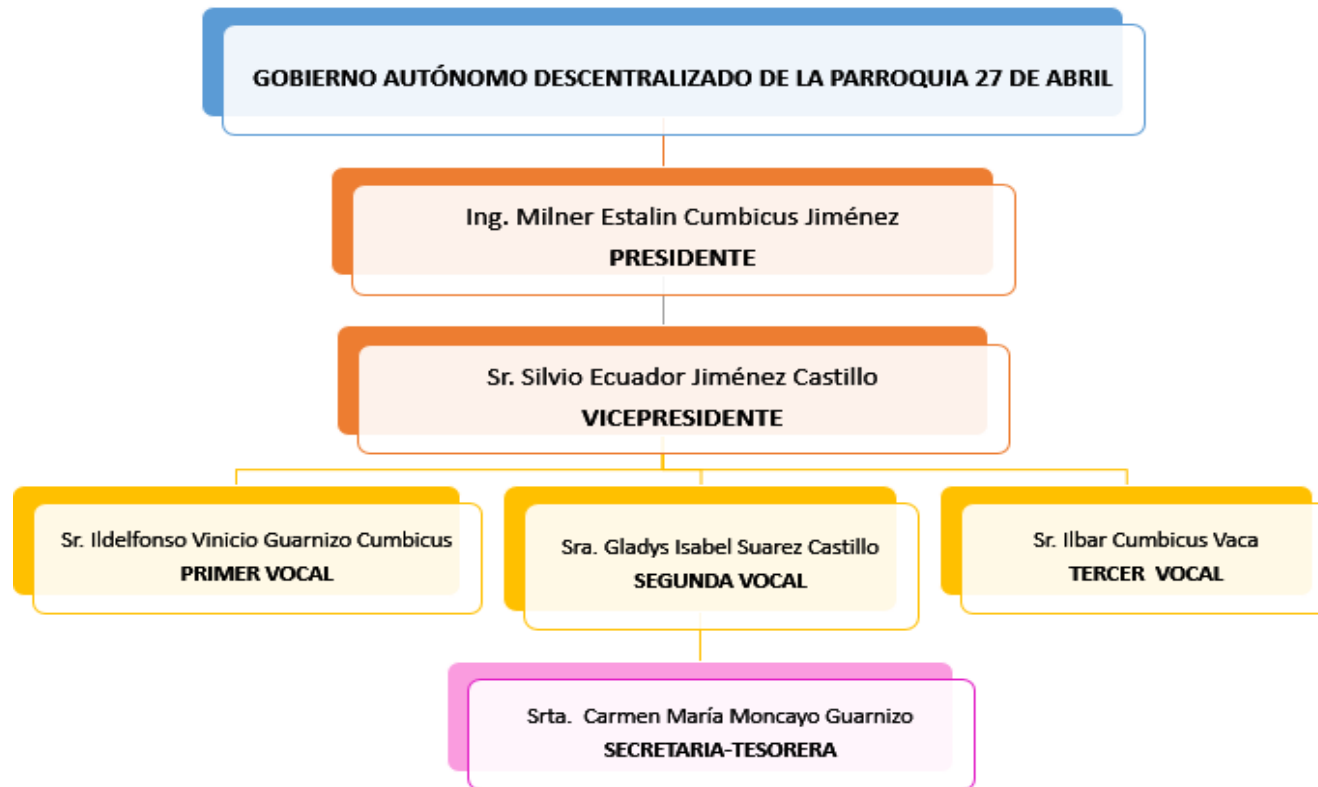 GOBIERNO AUTÓNOMO DESCENTRALIZADO DE LA PARROQUIA 27 DE ABRIL
Ing. Milner Estalin Cumbicus Jiménez
PRESIDENTE
Sr. Silvio Ecuador Jiménez Castillo
VICEPRESIDENTE
Sr. Ildelfonso Vinicio Guarnizo Cumbicus
PRIMER VOCAL
Sra. Gladys Isabel Suarez Castillo
SEGUNDA VOCAL
Sr. Ilbar Cumbicus Vaca
TERCER VOCAL
Srta. Carmen María Moncayo Guarnizo
SECRETARIA-TESORERA